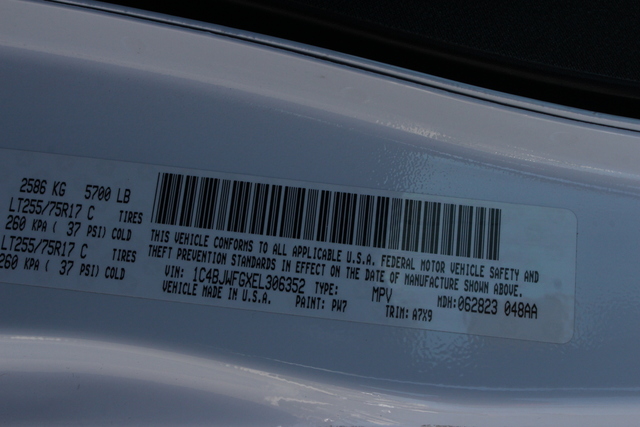 2586 KG 5700 LB
LT255/75R17 C TIRES
260 KPA ( 37 PSI) COLD
LT255/75R17 C TIRES
260 KPA ( 37 PSI) COLD
THIS VEHICLE CONFORMS TO ALL APPLICABLE U.S.A. FEDERAL MOTOR VEHICLE SAFETY AND
THEFT PREVENTION STANDARDS IN EFFECT ON THE DATE OF MANUFACTURE SHOWN ABOVE.
VIN: 1C4BJWFGXEL306352 TYPE: MPV MDH: 062823 048AA
VEHICLE MADE IN U.S.A. PAINT: PW7 TRIM: A7X9